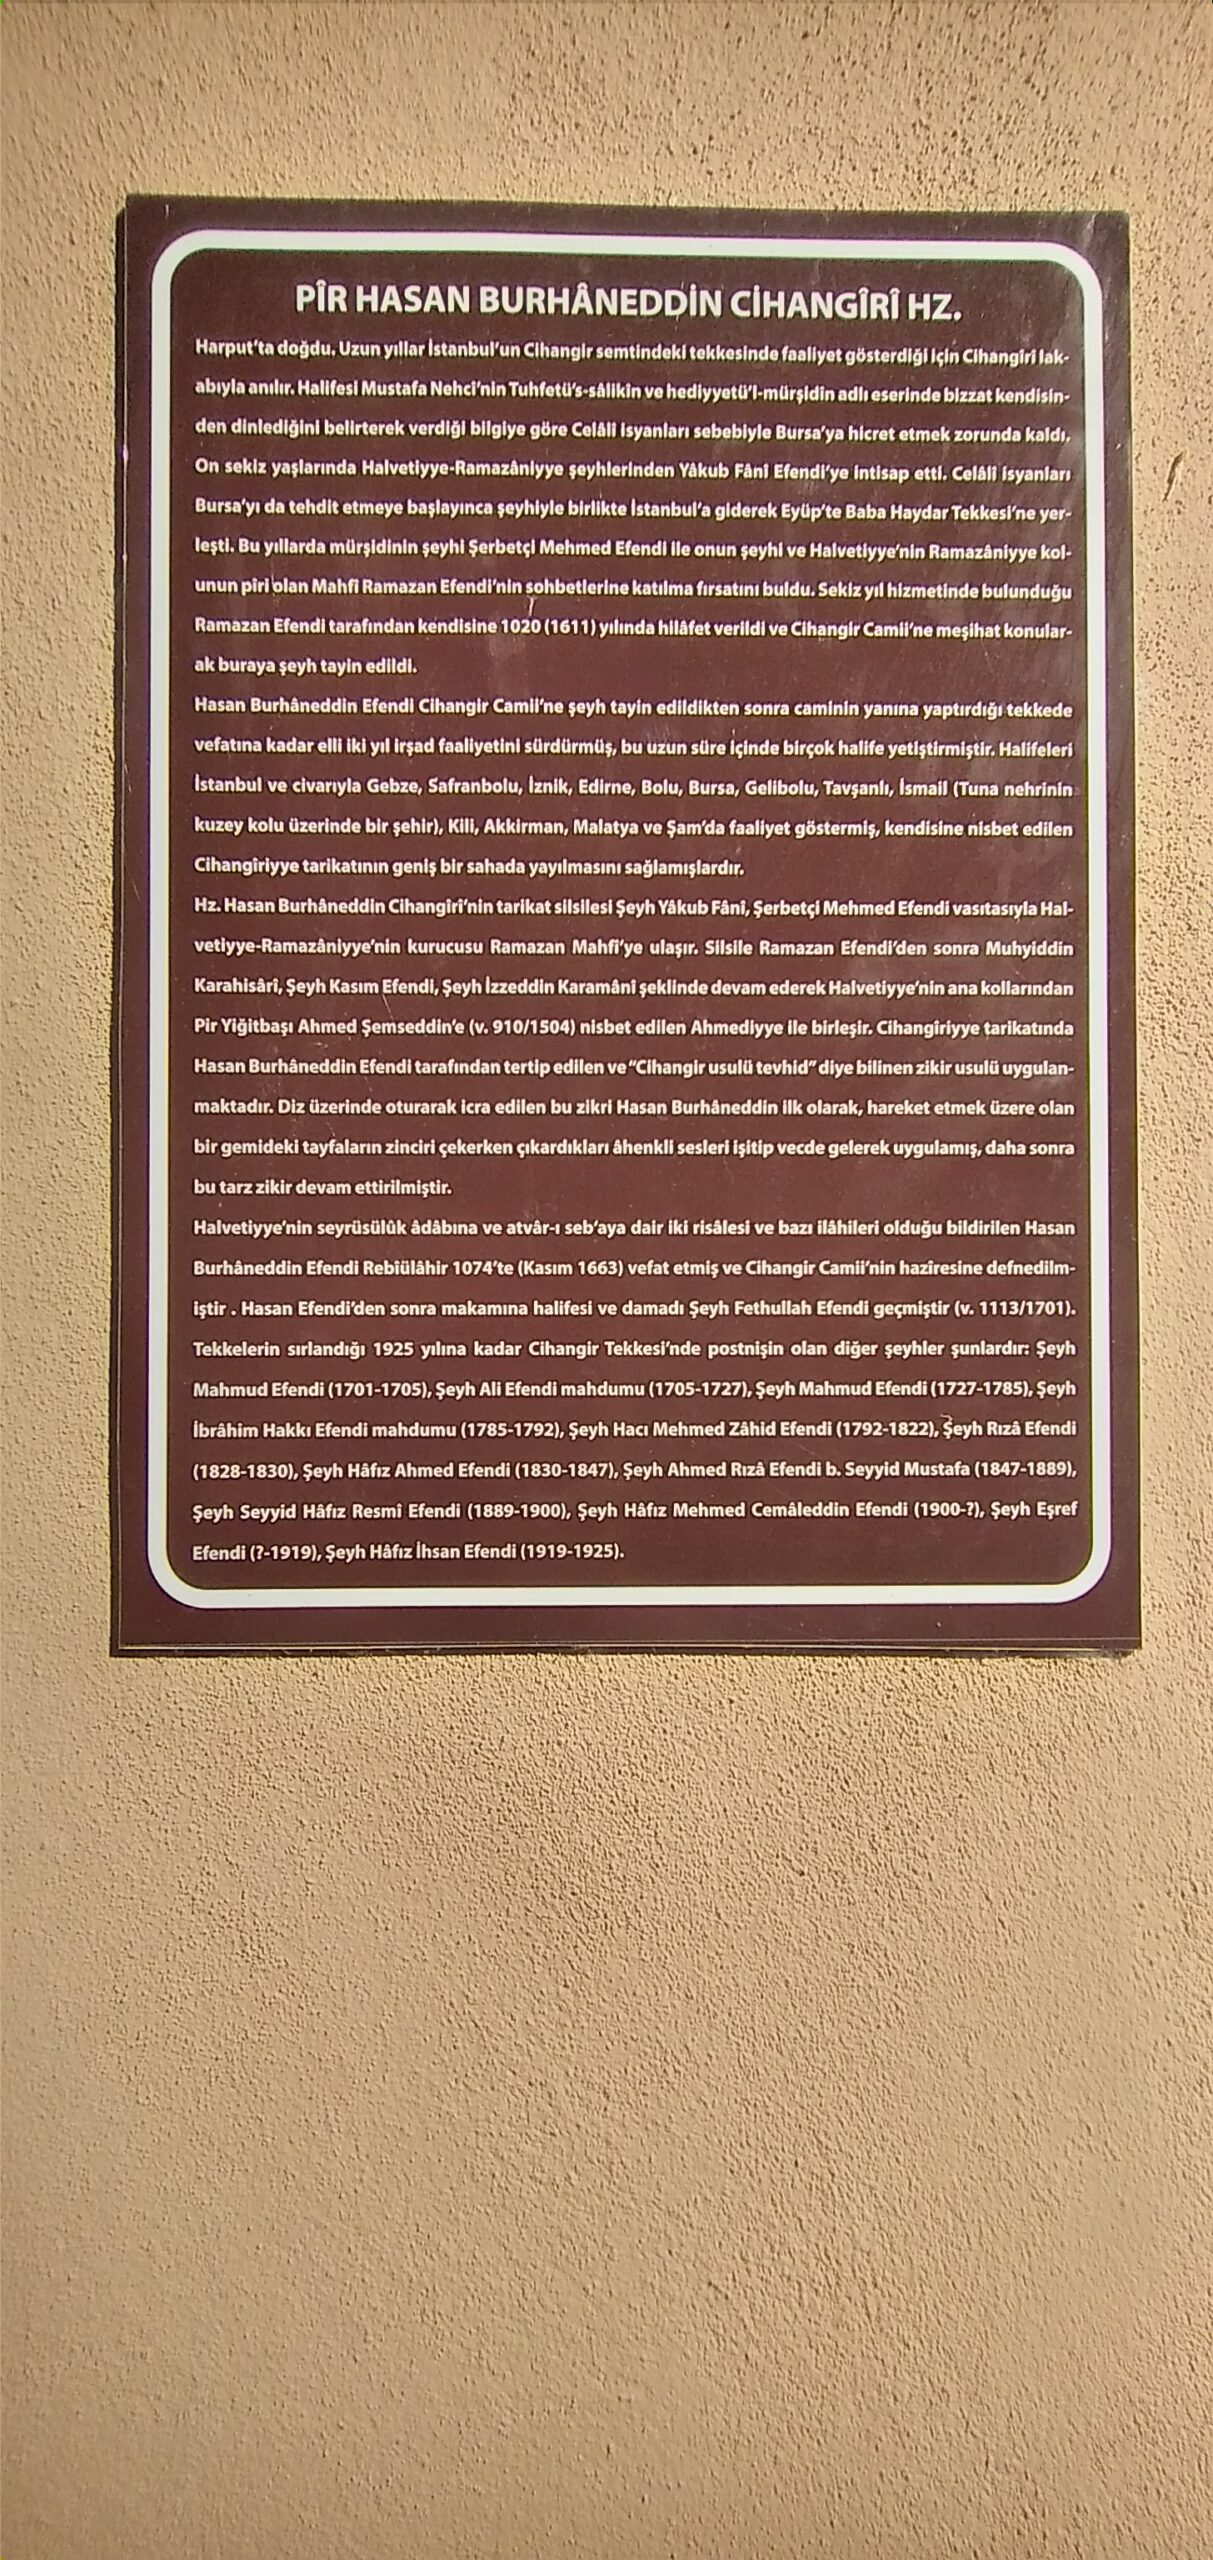 PÎR HASAN BURHÂNEDDİN CİHANGÎRÎ HZ.
Harput'ta doğdu. Uzun yıllar İstanbul'un Cihangir semtindeki tekkesinde faaliyet gösterdiği için Cihangîrî lak-
abıyla anılır. Halifesi Mustafa Nehcî'nin Tuhfetü's-sâlikîn ve hediyyetü'l-mürşidîn adlı eserinde bizzat kendisin-
den dinlediğini belirterek verdiği bilgiye göre Celâlî isyanları sebebiyle Bursa'ya hicret etmek zorunda kaldı.
On sekiz yaşlarında Halvetiyye-Ramazâniyye şeyhlerinden Yâkub Fânî Efendi'ye intisap etti. Celâlî isyanları
Bursa'yı da tehdit etmeye başlayınca şeyhiyle birlikte İstanbul'a giderek Eyüp'te Baba Haydar Tekkesi'ne yer-
leşti. Bu yıllarda mürşidinin şeyhi Şerbetçi Mehmed Efendi ile onun şeyhi ve Halvetiyye'nin Ramazâniyye kol-
unun pîri olan Mahfî Ramazan Efendi'nin sohbetlerine katılma fırsatını buldu. Sekiz yıl hizmetinde bulunduğu
Ramazan Efendi tarafından kendisine 1020 (1611) yılında hilâfet verildi ve Cihangir Camii'ne meşihat konular-
ak buraya şeyh tayin edildi.
Hasan Burhâneddin Efendi Cihangir Camii'ne şeyh tayin edildikten sonra caminin yanına yaptırdığı tekkede
vefatına kadar elli iki yıl irşad faaliyetini sürdürmüş, bu uzun süre içinde birçok halife yetiştirmiştir. Halifeleri
İstanbul ve civarıyla Gebze, Safranbolu, İznik, Edirne, Bolu, Bursa, Gelibolu, Tavşanlı, İsmail (Tuna nehrinin
kuzey kolu üzerinde bir şehir), Kili, Akkirman, Malatya ve Şam'da faaliyet göstermiş, kendisine nisbet edilen
Cihangîriyye tarikatının geniş bir sahada yayılmasını sağlamışlardır.
Hz. Hasan Burhâneddin Cihangîrî'nin tarikat silsilesi Şeyh Yâkub Fânî, Şerbetçi Mehmed Efendi vasıtasıyla Hal-
vetiyye-Ramazâniyye'nin kurucusu Ramazan Mahfî'ye ulaşır. Silsile Ramazan Efendi'den sonra Muhyiddin
Karahisârî, Şeyh Kasım Efendi, Şeyh İzzeddin Karamânî şeklinde devam ederek Halvetiyye'nin ana kollarından
Pir Yiğitbaşı Ahmed Şemseddin'e (v. 910/1504) nisbet edilen Ahmediyye ile birleşir. Cihangîriyye tarikatında
Hasan Burhâneddin Efendi tarafından tertip edilen ve "Cihangir usulü tevhid" diye bilinen zikir usulü uygulan-
maktadır. Diz üzerinde oturarak icra edilen bu zikri Hasan Burhâneddin ilk olarak, hareket etmek üzere olan
bir gemideki tayfaların zinciri çekerken çıkardıkları âhenkli sesleri işitip vecde gelerek uygulamış, daha sonra
bu tarz zikir devam ettirilmiştir.
Halvetiyye'nin seyrüsülûk âdâbına ve atvâr-ı seb'aya dair iki risâlesi ve bazı ilâhileri olduğu bildirilen Hasan
Burhâneddin Efendi Rebîülâhir 1074'te (Kasım 1663) vefat etmiş ve Cihangir Camii'nin hazîresine defnedilm-
iştir . Hasan Efendi'den sonra makamına halifesi ve damadı Şeyh Fethullah Efendi geçmiştir (v. 1113/1701).
Tekkelerin sırlandığı 1925 yılına kadar Cihangir Tekkesi'nde postnişin olan diğer şeyhler şunlardır: Şeyh
Mahmud Efendi (1701-1705), Şeyh Ali Efendi mahdumu (1705-1727), Şeyh Mahmud Efendi (1727-1785), Şeyh
İbrâhim Hakkı Efendi mahdumu (1785-1792), Şeyh Hacı Mehmed Zâhid Efendi (1792-1822), Şeyh Rızâ Efendi
(1828-1830), Şeyh Hâfız Ahmed Efendi (1830-1847), Şeyh Ahmed Rızâ Efendi b. Seyyid Mustafa (1847-1889),
Şeyh Seyyid Hâfız Resmî Efendi (1889-1900), Şeyh Hâfız Mehmed Cemâleddin Efendi (1900-?), Şeyh Eşref
Efendi (?-1919), Şeyh Hâfız İhsan Efendi (1919-1925).